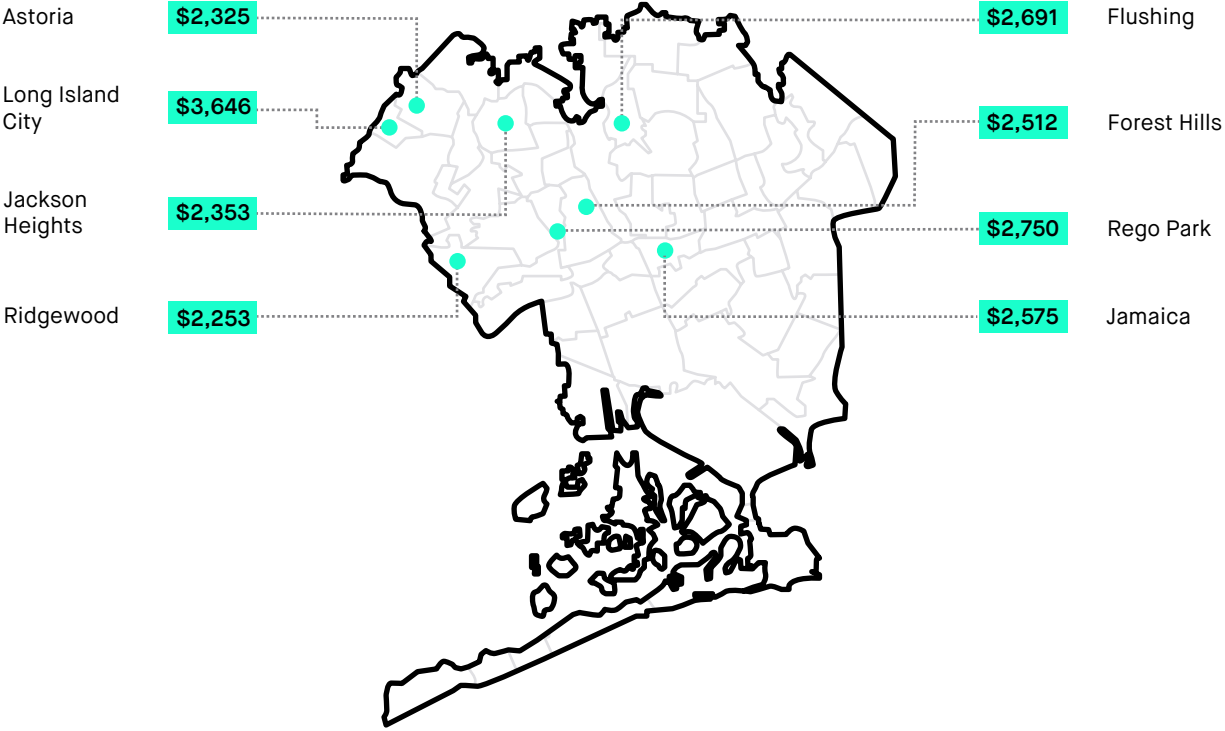 Astoria
$2,325
Long Island
City
$3,646
Jackson
Heights
$2,353
Ridgewood
$2,253
$2,691
Flushing
$2,512
Forest Hills
$2,750
Rego Park
$2,575
Jamaica